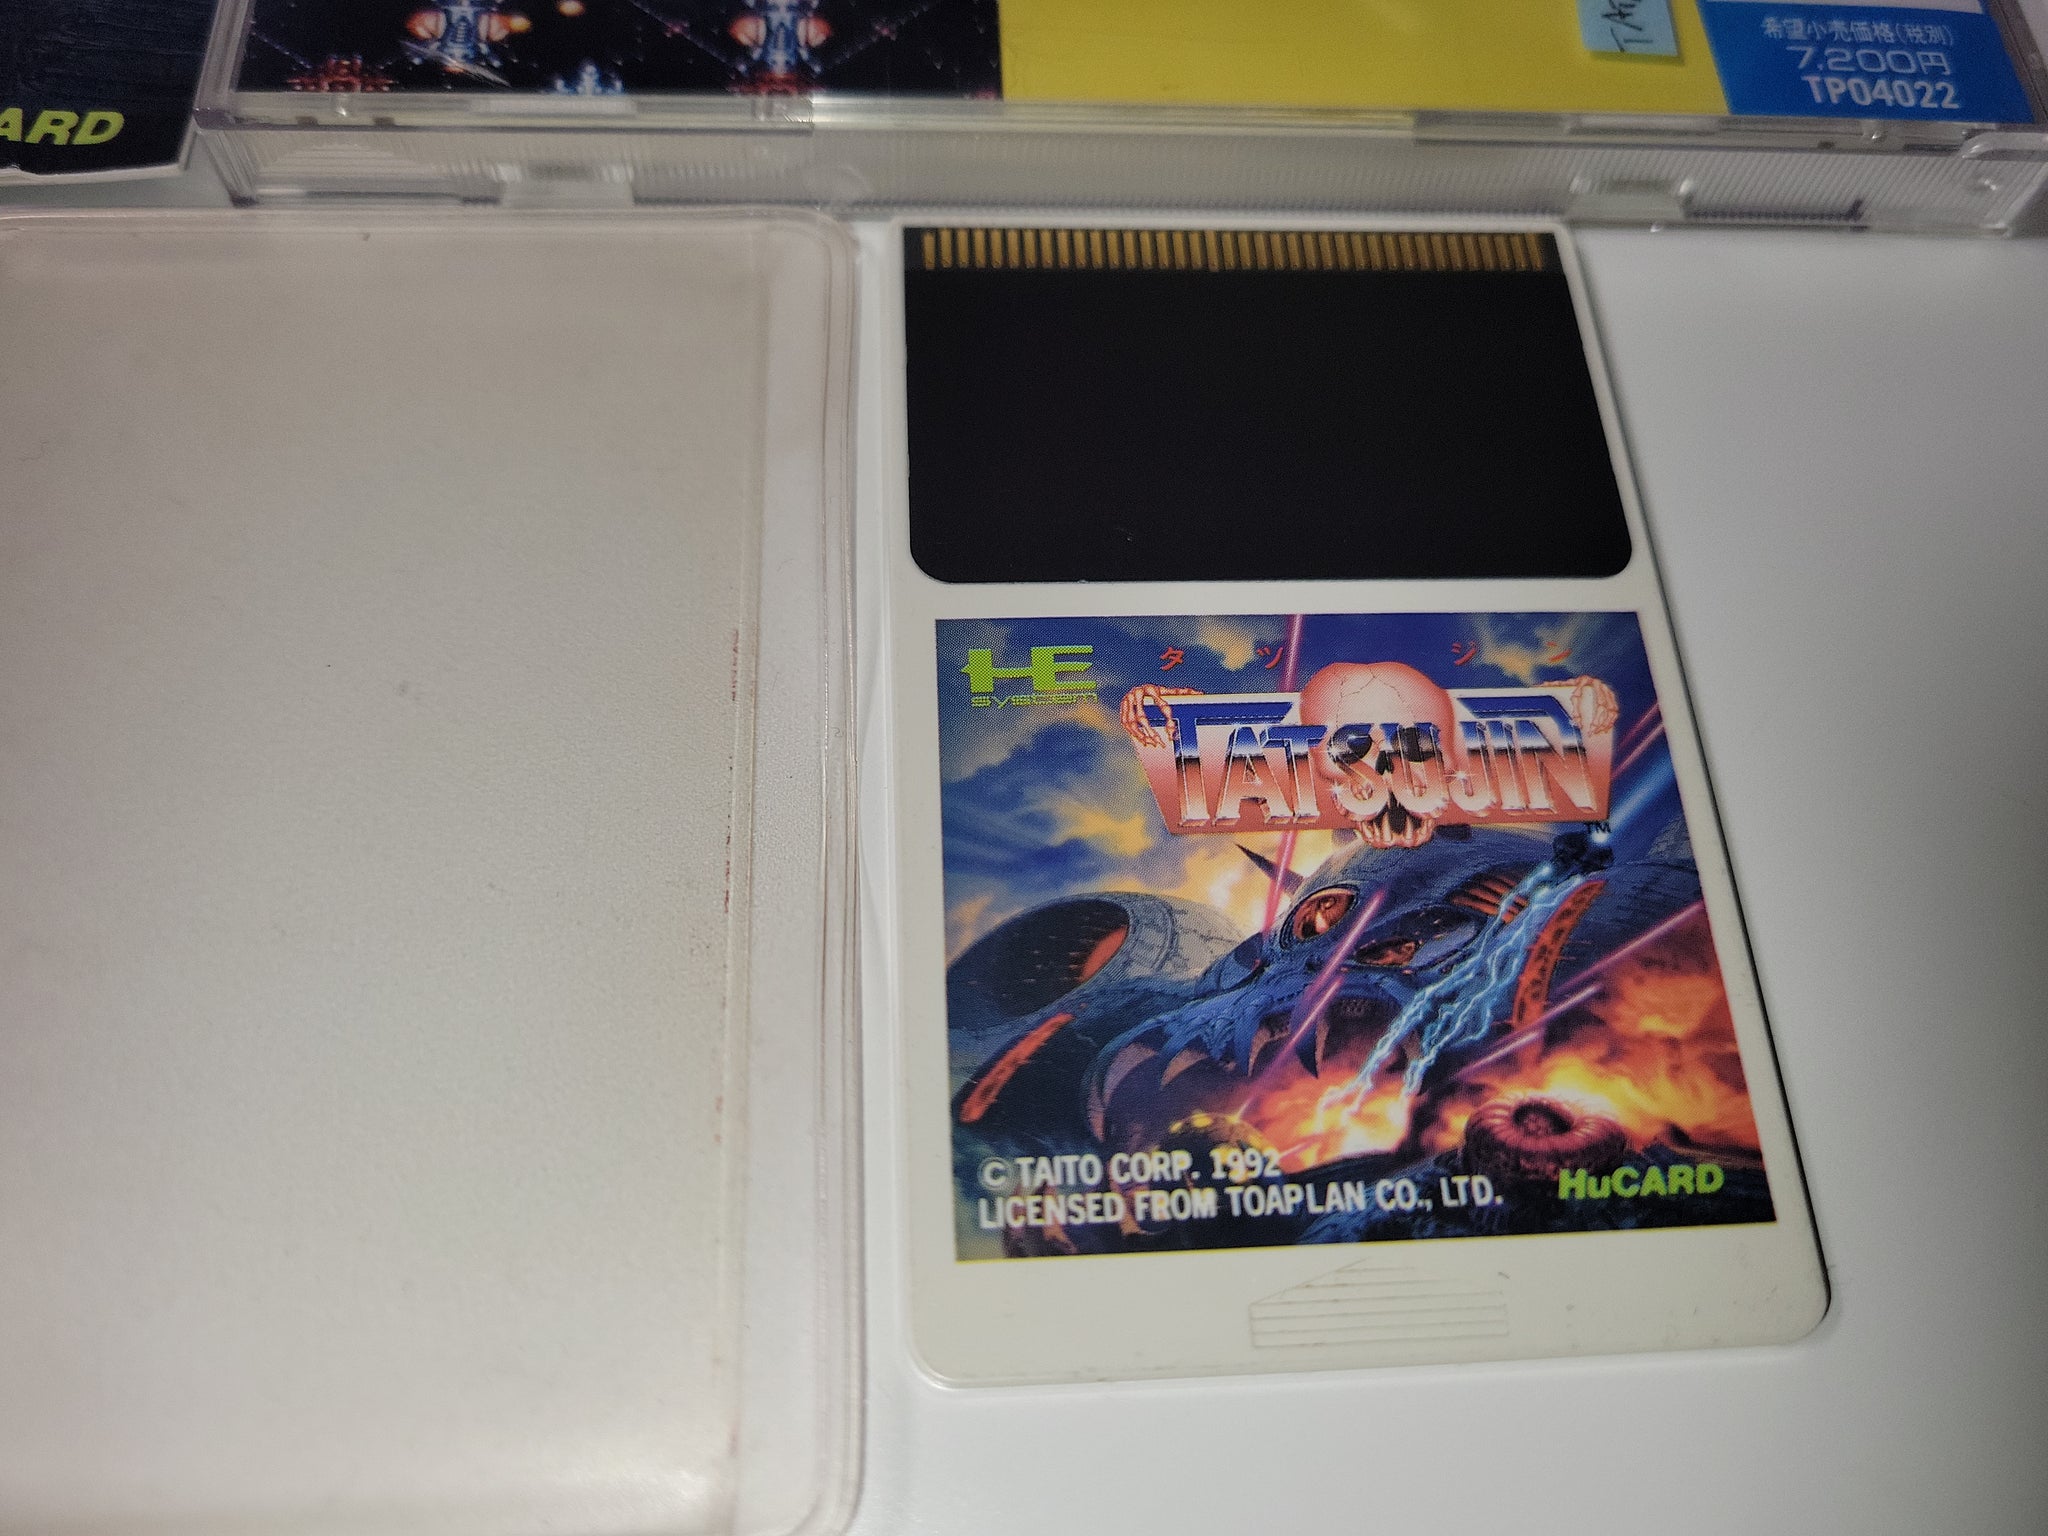 ARD
希望小売価格(税別)
7,200円
TP04022
HE
system
タツジン
TATSUJIN
TM
© TAITO CORP. 1992
LICENSED FROM TOAPLAN CO., LTD.
HuCARD